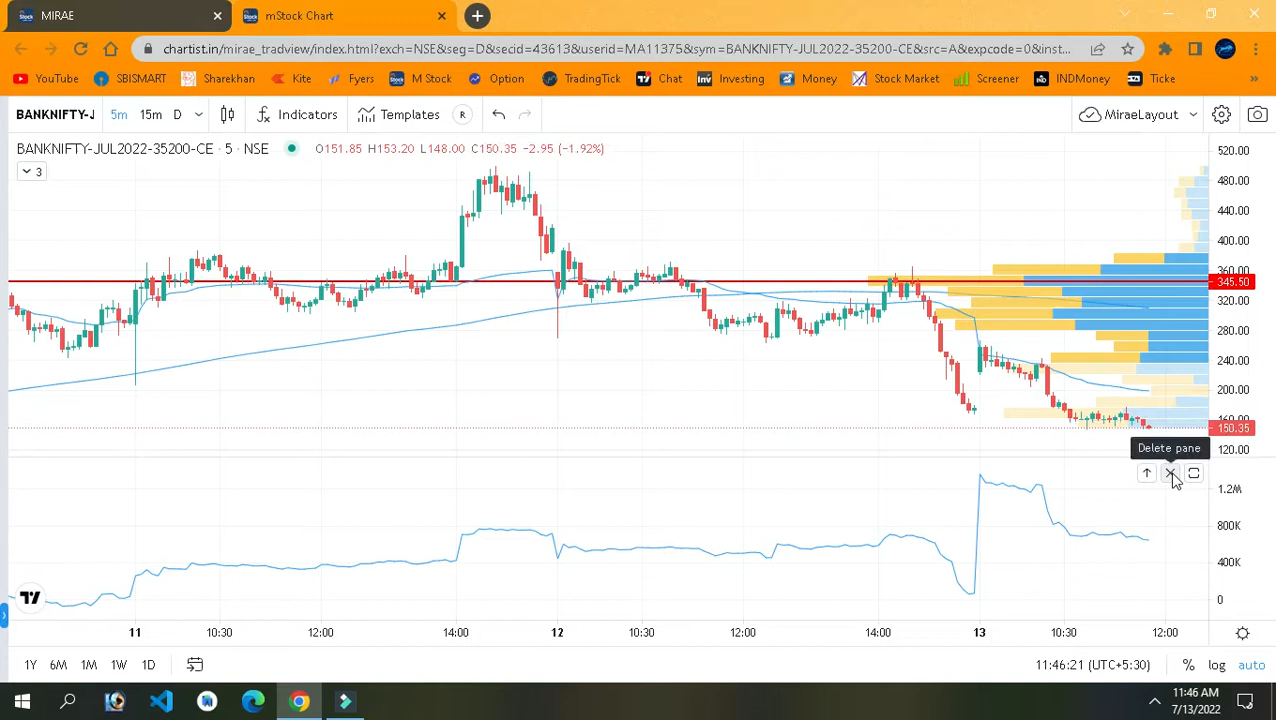 MIRAE
mStock Chart
chartist.in/mirae_tradview/index.html?exch=NSE&seg=D&secid=43613&userid=MA11375&sym=BANKNIFTY-JUL2022-35200-CE&src=A&expcode=0&inst...
YouTube SBISMART Sharekhan Kite Fyers M Stock Option TradingTick Chat Investing Money Stock Market Screener INDMoney Ticke
BANKNIFTY-J 5m 15m D Indicators Templates R MiraeLayout
BANKNIFTY-JUL2022-35200-CE · 5 · NSE O151.85 H153.20 L148.00 C150.35 −2.95 (−1.92%)
3
520.00
480.00
440.00
400.00
360.00
345.50
320.00
280.00
240.00
200.00
160.00
150.35
120.00
Delete pane
1.2M
800K
400K
0
11 10:30 12:00 14:00 12 10:30 12:00 14:00 13 10:30 12:00
1Y 6M 1M 1W 1D 11:46:21 (UTC+5:30) % log auto
11:46 AM
7/13/2022